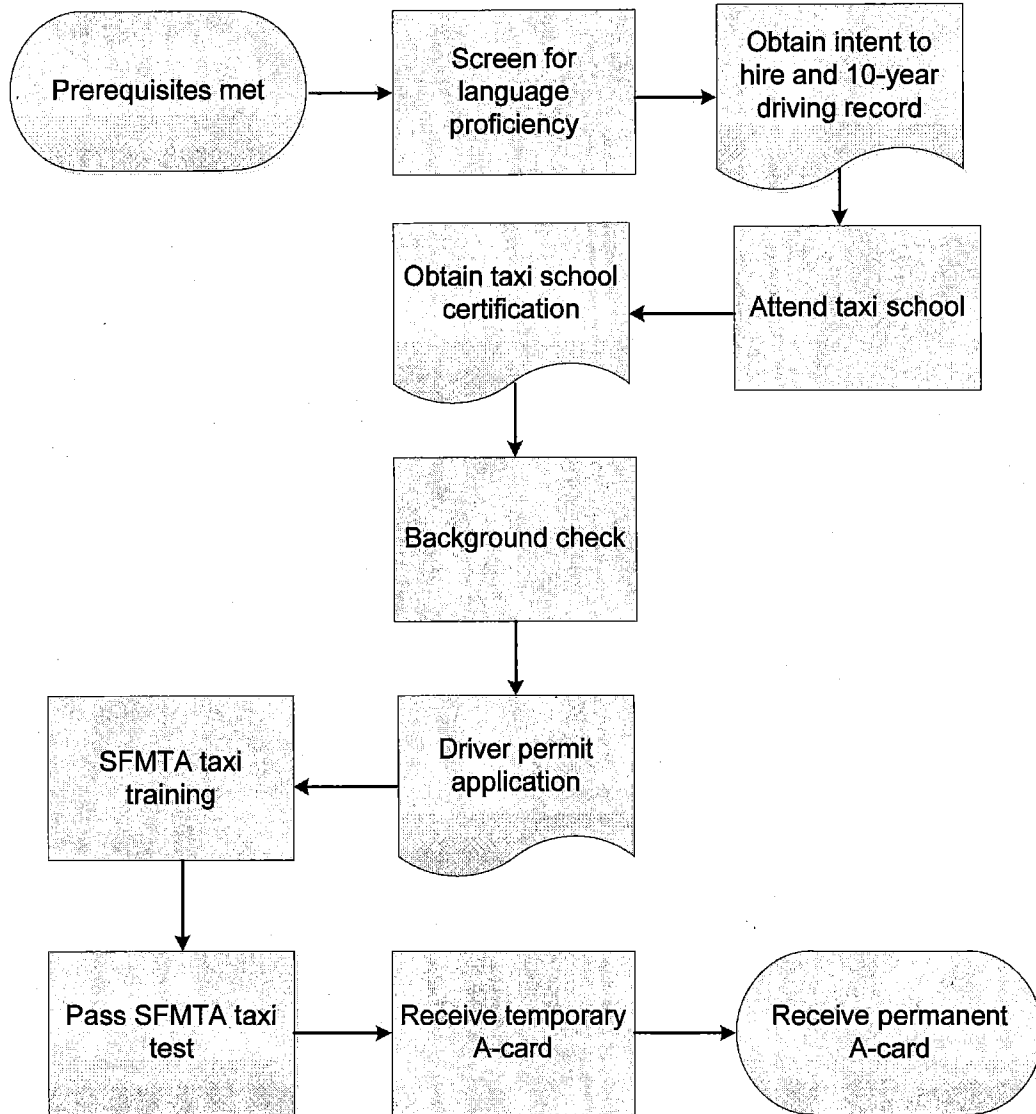 Prerequisites met
Screen for
language
proficiency
Obtain intent to
hire and 10-year
driving record
Attend taxi school
Obtain taxi school
certification
Background check
Driver permit
application
SFMTA taxi
training
Pass SFMTA taxi
test
Receive temporary
A-card
Receive permanent
A-card